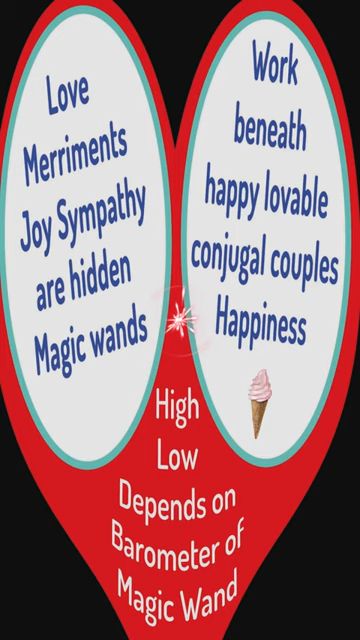 Love
Merriments
Joy Sympathy
are hidden
Magic wands
Work
beneath
happy lovable
conjugal couples
Happiness
High
Low
Depends on
Barometer of
Magic Wand